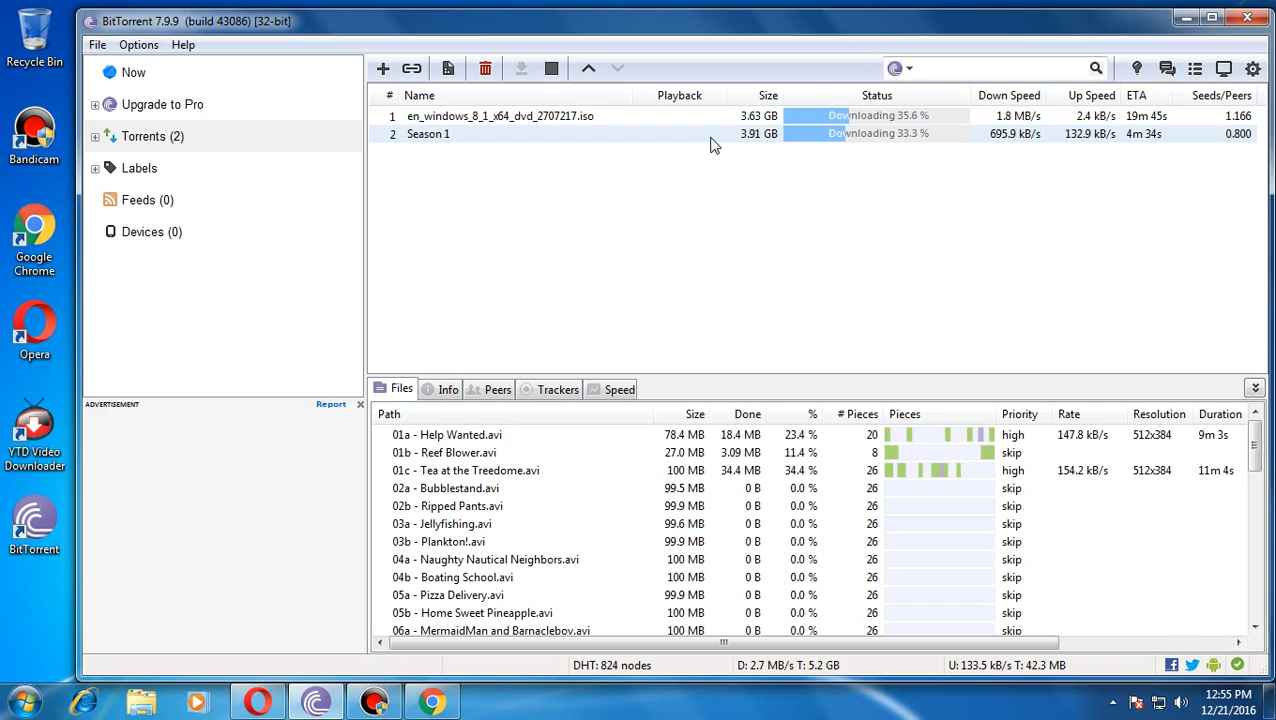 BitTorrent 7.9.9 (build 43086) [32-bit]
File Options Help
Recycle Bin
Bandicam
Google Chrome
Opera
YTD Video Downloader
BitTorrent
Now
Upgrade to Pro
Torrents (2)
Labels
Feeds (0)
Devices (0)
ADVERTISEMENT Report
# Name Playback Size Status Down Speed Up Speed ETA Seeds/Peers
1 en_windows_8_1_x64_dvd_2707217.iso 3.63 GB Downloading 35.6 % 1.8 MB/s 2.4 kB/s 19m 45s 1.166
2 Season 1 3.91 GB Downloading 33.3 % 695.9 kB/s 132.9 kB/s 4m 34s 0.800
Files Info Peers Trackers Speed
Path Size Done % # Pieces Pieces Priority Rate Resolution Duration
01a - Help Wanted.avi 78.4 MB 18.4 MB 23.4 % 20 high 147.8 kB/s 512x384 9m 3s
01b - Reef Blower.avi 27.0 MB 3.09 MB 11.4 % 8 skip
01c - Tea at the Treedome.avi 100 MB 34.4 MB 34.4 % 26 high 154.2 kB/s 512x384 11m 4s
02a - Bubblestand.avi 99.5 MB 0 B 0.0 % 26 skip
02b - Ripped Pants.avi 99.9 MB 0 B 0.0 % 26 skip
03a - Jellyfishing.avi 99.6 MB 0 B 0.0 % 26 skip
03b - Plankton!.avi 99.9 MB 0 B 0.0 % 26 skip
04a - Naughty Nautical Neighbors.avi 100 MB 0 B 0.0 % 26 skip
04b - Boating School.avi 100 MB 0 B 0.0 % 26 skip
05a - Pizza Delivery.avi 99.9 MB 0 B 0.0 % 26 skip
05b - Home Sweet Pineapple.avi 100 MB 0 B 0.0 % 26 skip
06a - MermaidMan and Barnacleboy.avi 100 MB 0 B 0.0 % 26 skip
DHT: 824 nodes D: 2.7 MB/s T: 5.2 GB U: 133.5 kB/s T: 42.3 MB
12:55 PM
12/21/2016